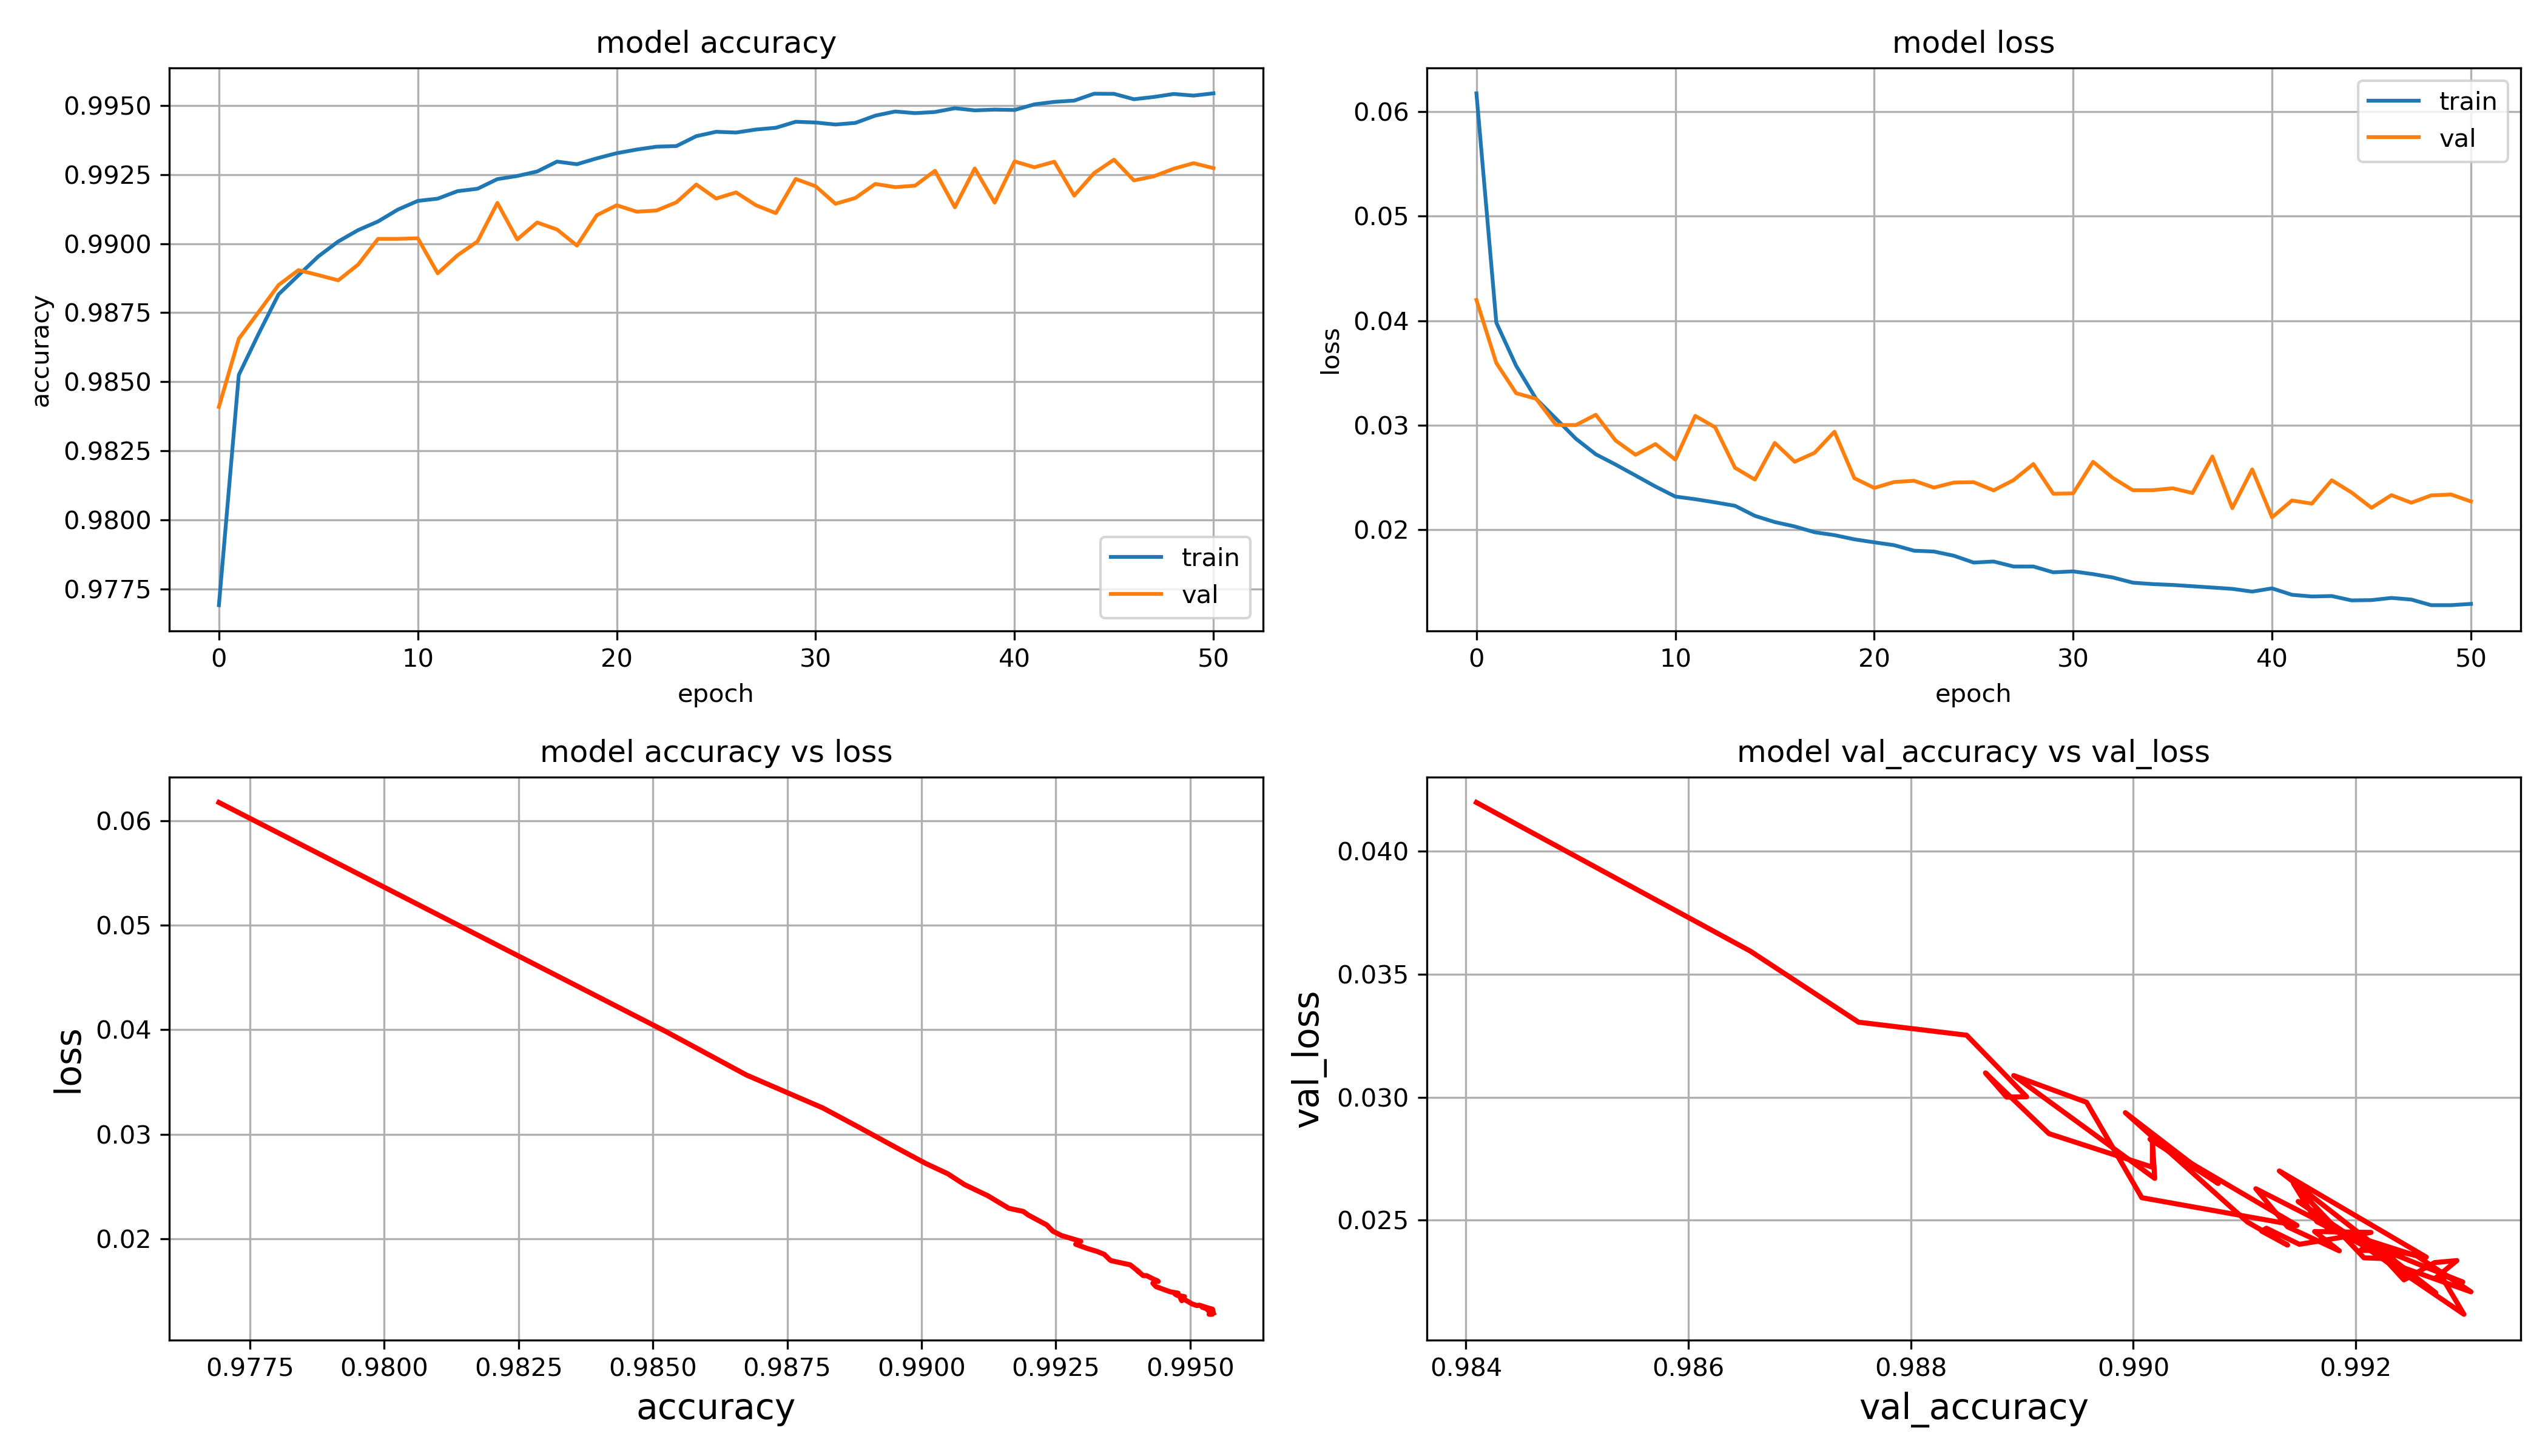 model accuracy
0.9950
0.9925
0.9900
0.9875
0.9850
0.9825
0.9800
0.9775
accuracy
train
val
0 10 20 30 40 50
epoch
model loss
0.06
0.05
0.04
0.03
0.02
loss
train
val
0 10 20 30 40 50
epoch
model accuracy vs loss
0.06
0.05
0.04
0.03
0.02
loss
0.9775 0.9800 0.9825 0.9850 0.9875 0.9900 0.9925 0.9950
accuracy
model val_accuracy vs val_loss
0.040
0.035
0.030
0.025
val_loss
0.984 0.986 0.988 0.990 0.992
val_accuracy